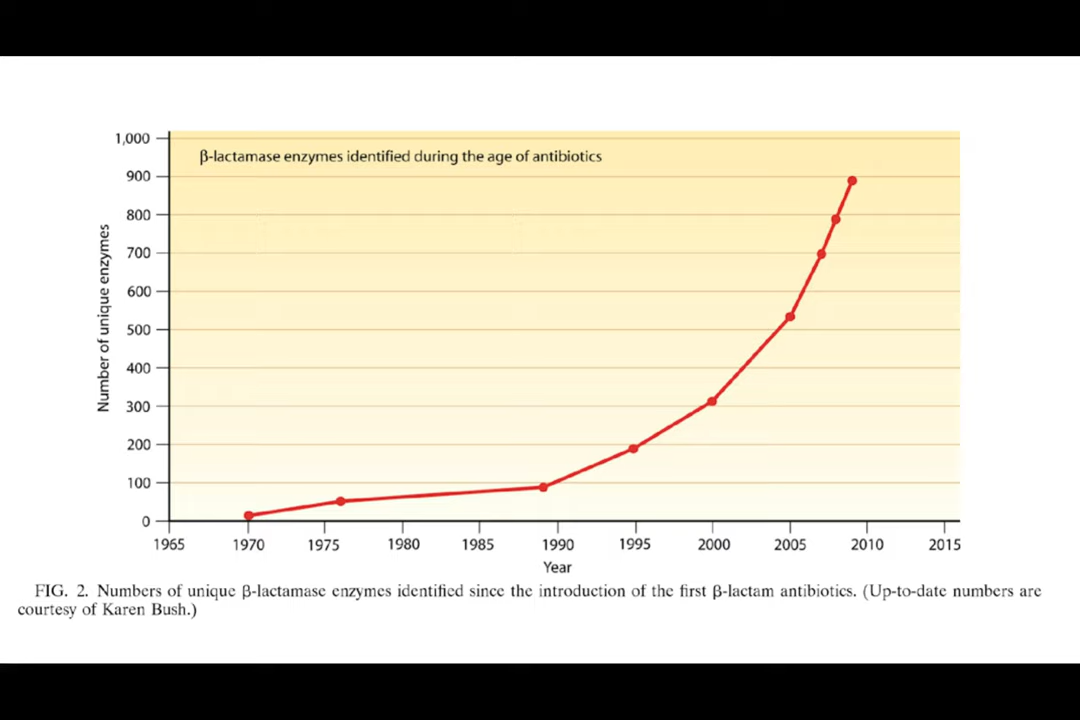 1,000
β-lactamase enzymes identified during the age of antibiotics
900
800
700
600
500
400
300
200
100
0
Number of unique enzymes
1965 1970 1975 1980 1985 1990 1995 2000 2005 2010 2015
Year
FIG. 2. Numbers of unique β-lactamase enzymes identified since the introduction of the first β-lactam antibiotics. (Up-to-date numbers are
courtesy of Karen Bush.)